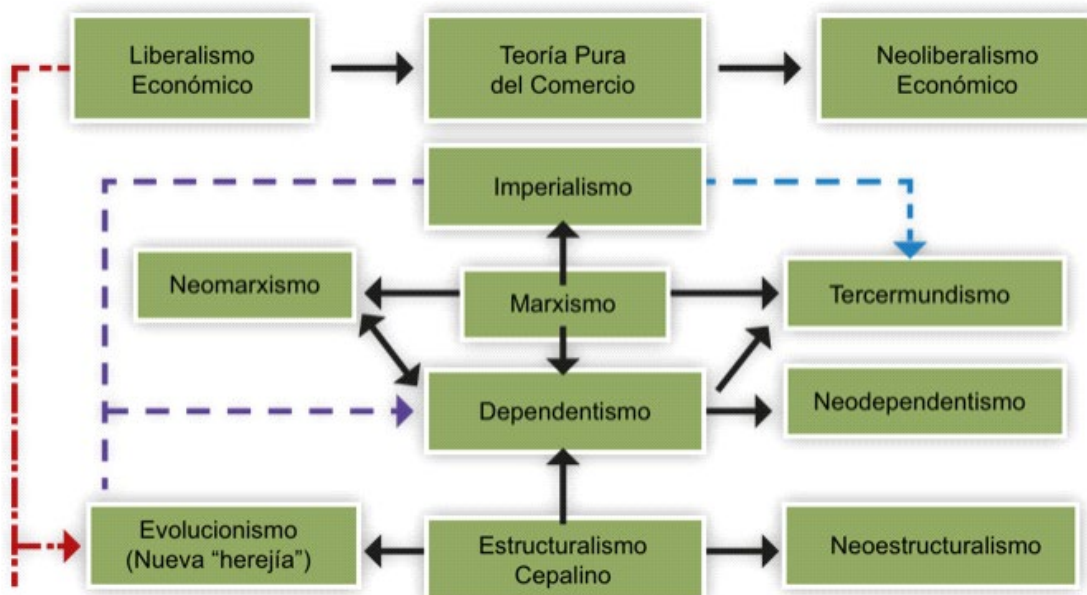 Liberalismo
Económico
Teoría Pura
del Comercio
Neoliberalismo
Económico
Imperialismo
Neomarxismo
Marxismo
Tercermundismo
Dependentismo
Neodependentismo
Evolucionismo
(Nueva “herejía”)
Estructuralismo
Cepalino
Neoestructuralismo